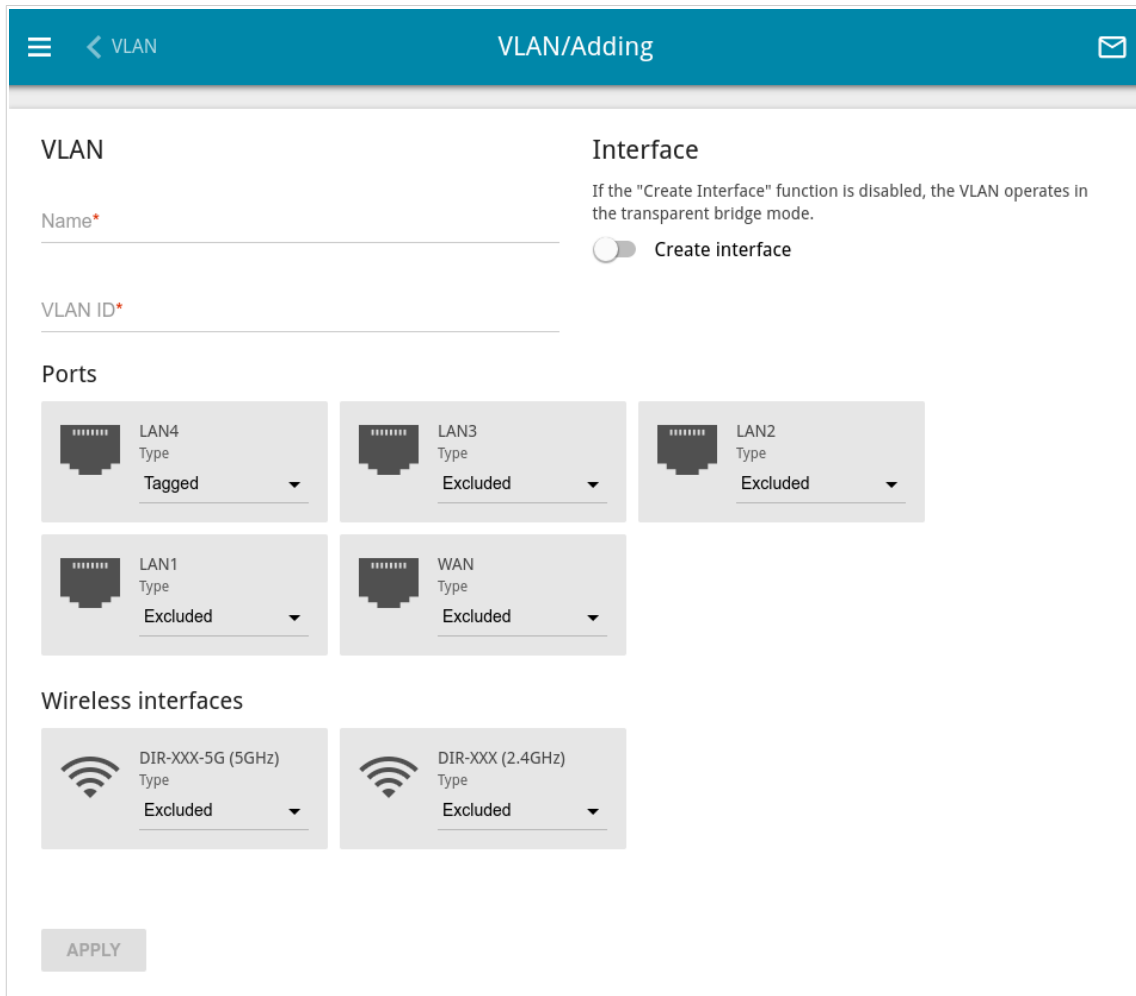 VLAN
VLAN/Adding
VLAN
Name*
VLAN ID*
Interface
If the "Create Interface" function is disabled, the VLAN operates in
the transparent bridge mode.
Create interface
Ports
LAN4
Type
Tagged
LAN3
Type
Excluded
LAN2
Type
Excluded
LAN1
Type
Excluded
WAN
Type
Excluded
Wireless interfaces
DIR-XXX-5G (5GHz)
Type
Excluded
DIR-XXX (2.4GHz)
Type
Excluded
APPLY